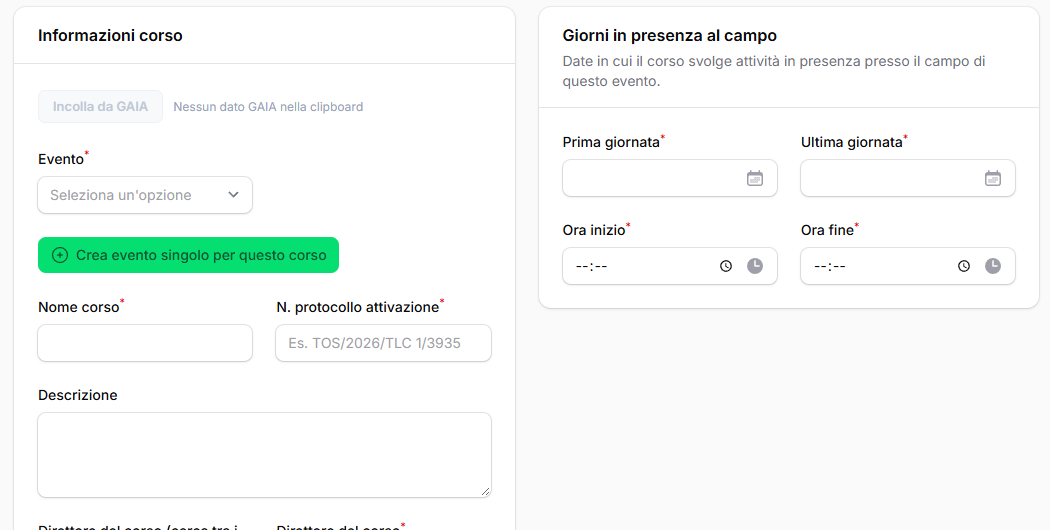 Informazioni corso
Incolla da GAIA
Nessun dato GAIA nella clipboard
Evento*
Seleziona un'opzione
Crea evento singolo per questo corso
Nome corso*
N. protocollo attivazione*
Es. TOS/2026/TLC 1/3935
Descrizione
Direttore del corso*
Giorni in presenza al campo
Date in cui il corso svolge attività in presenza presso il campo di
questo evento.
Prima giornata*
Ultima giornata*
Ora inizio*
Ora fine*
--:--
--:--